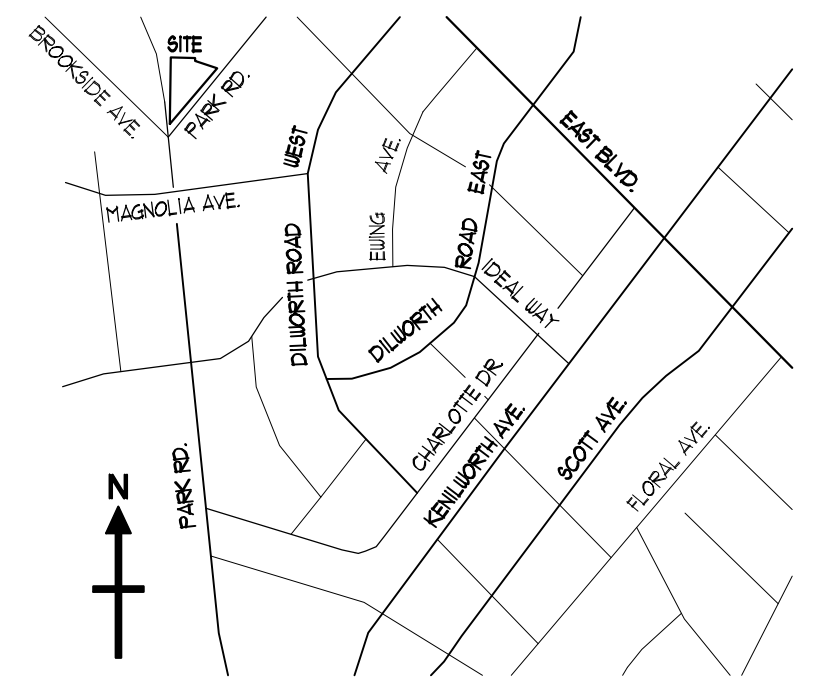 BROOKSIDE AVE.
SITE
PARK RD.
WEST
DILWORTH ROAD
MAGNOLIA AVE.
EWING AVE.
ROAD EAST
EAST BLVD.
IDEAL WAY
DILWORTH
CHARLOTTE DR.
KENILWORTH AVE.
SCOTT AVE.
FLORAL AVE.
PARK RD.
N